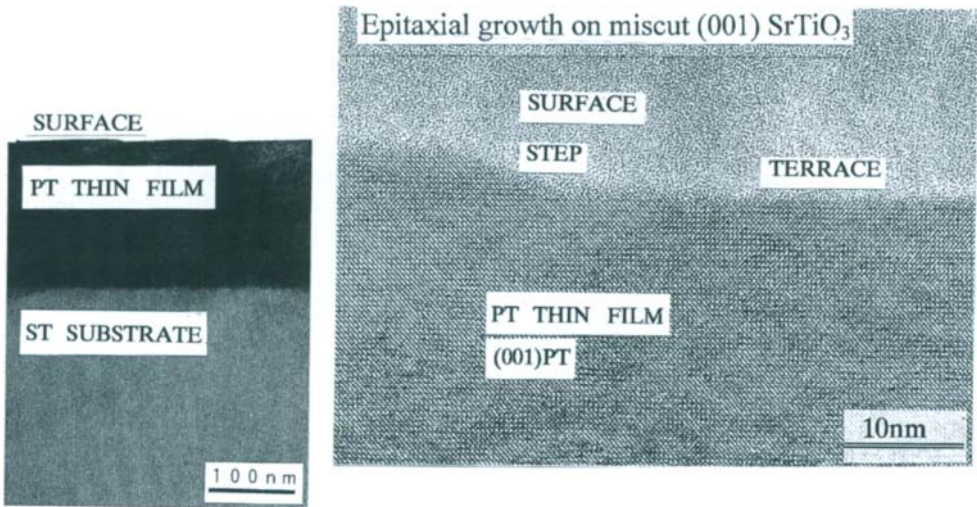 SURFACE
PT THIN FILM
ST SUBSTRATE
100nm
Epitaxial growth on miscut (001) SrTiO₃
SURFACE
STEP
TERRACE
PT THIN FILM
(001)PT
10nm